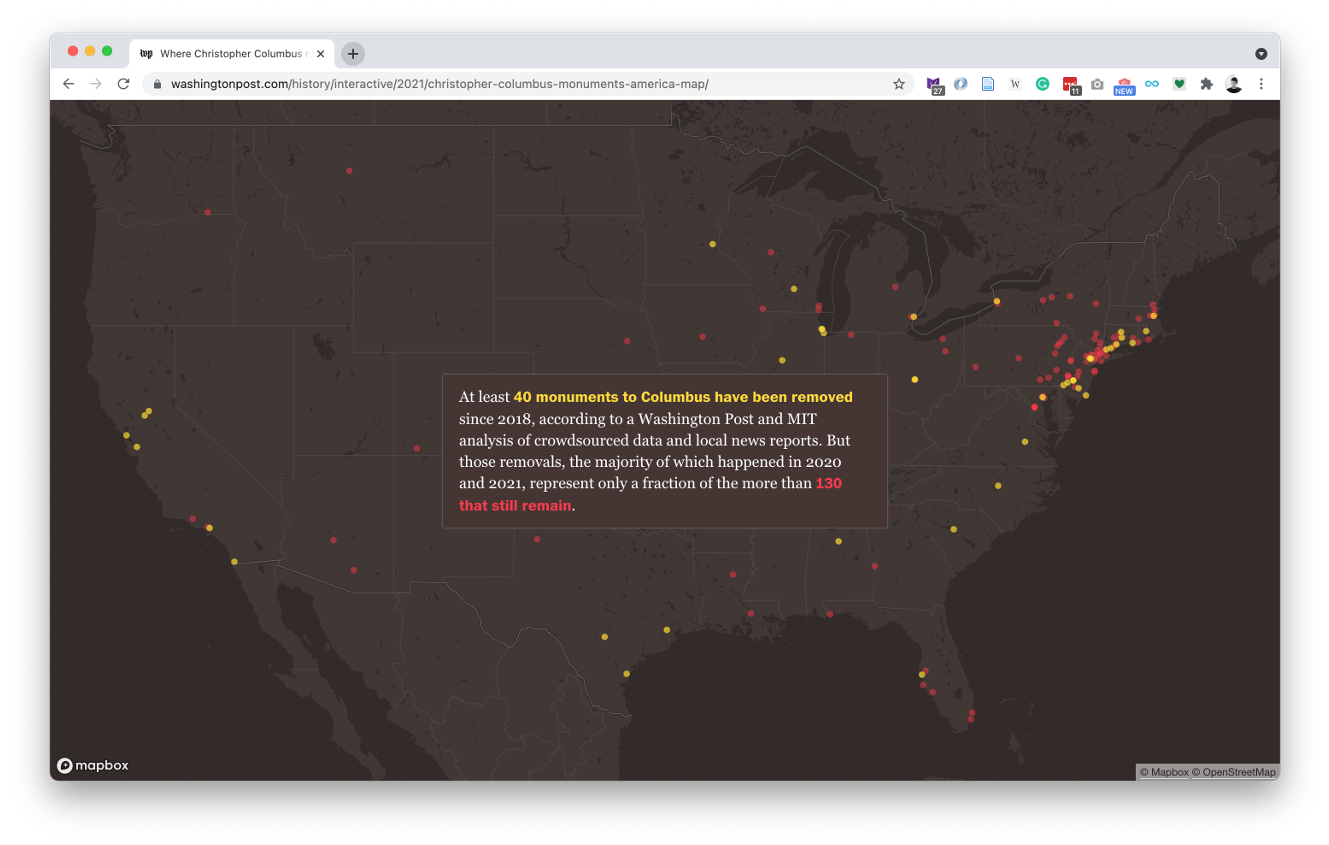 wp Where Christopher Columbus
washingtonpost.com/history/interactive/2021/christopher-columbus-monuments-america-map/
27
W
11
NEW
At least 40 monuments to Columbus have been removed
since 2018, according to a Washington Post and MIT
analysis of crowdsourced data and local news reports. But
those removals, the majority of which happened in 2020
and 2021, represent only a fraction of the more than 130
that still remain.
mapbox
© Mapbox © OpenStreetMap